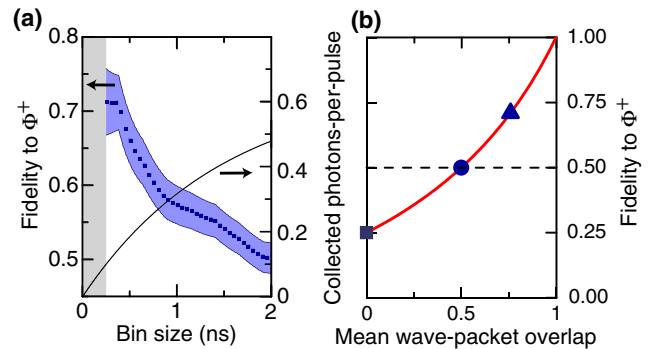 (a)
0.8
0.7
0.6
0.5
Fidelity to Φ+
0
1
2
Bin size (ns)
0.6
0.4
0.2
0
Collected photons-per-pulse
(b)
1.00
0.75
0.50
0.25
0.00
Fidelity to Φ+
0
0.5
1
Mean wave-packet overlap